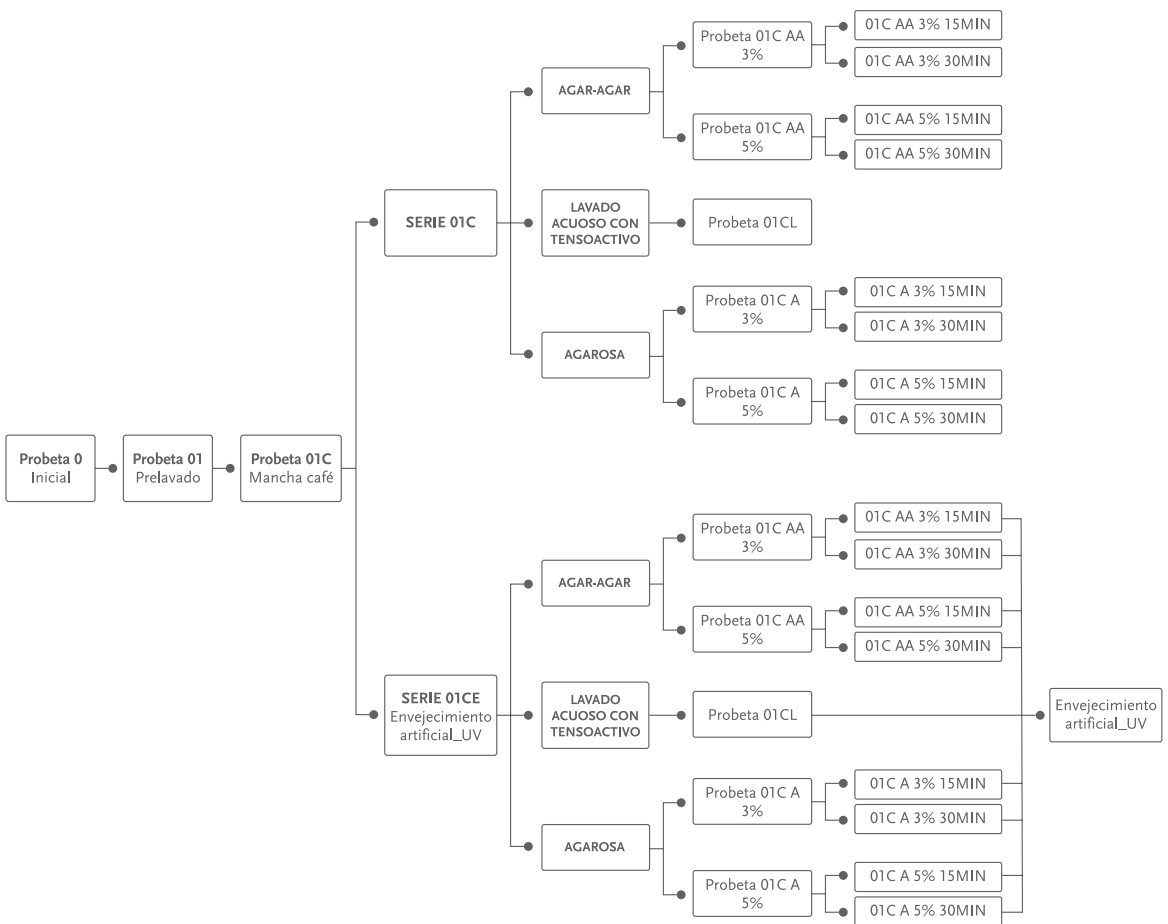 Probeta 0
Inicial
Probeta 01
Prelavado
Probeta 01C
Mancha café
SERIE 01C
AGAR-AGAR
Probeta 01C AA
3%
01C AA 3% 15MIN
01C AA 3% 30MIN
Probeta 01C AA
5%
01C AA 5% 15MIN
01C AA 5% 30MIN
LAVADO
ACUOSO CON
TENSOACTIVO
Probeta 01CL
AGAROSA
Probeta 01C A
3%
01C A 3% 15MIN
01C A 3% 30MIN
Probeta 01C A
5%
01C A 5% 15MIN
01C A 5% 30MIN
SERIE 01CE
Envejecimiento
artificial_UV
AGAR-AGAR
Probeta 01C AA
3%
01C AA 3% 15MIN
01C AA 3% 30MIN
Probeta 01C AA
5%
01C AA 5% 15MIN
01C AA 5% 30MIN
LAVADO
ACUOSO CON
TENSOACTIVO
Probeta 01CL
AGAROSA
Probeta 01C A
3%
01C A 3% 15MIN
01C A 3% 30MIN
Probeta 01C A
5%
01C A 5% 15MIN
01C A 5% 30MIN
Envejecimiento
artificial_UV